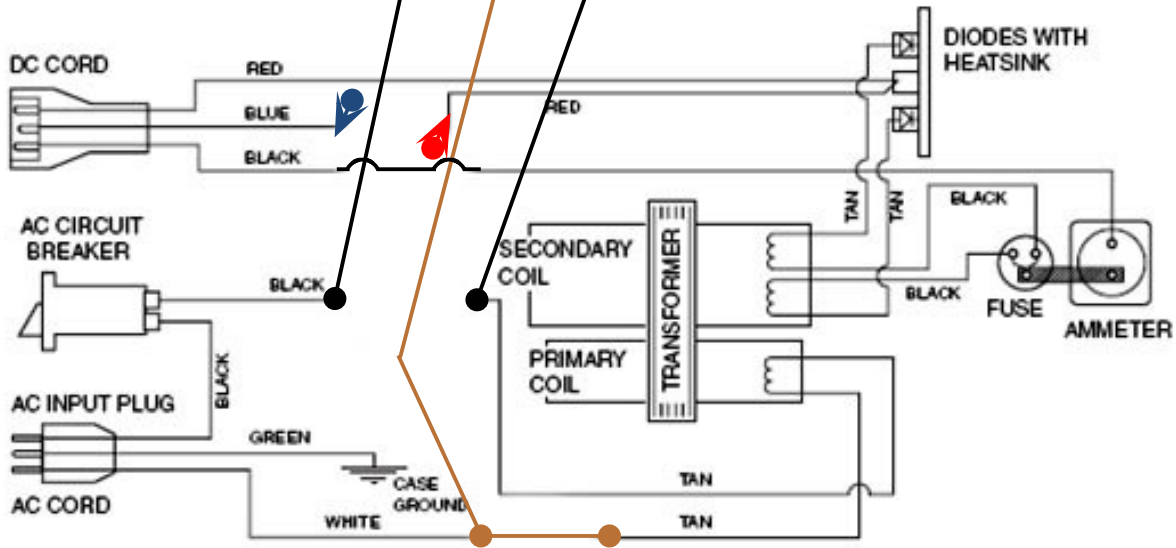 DIODES WITH
HEATSINK
DC CORD
RED
BLUE
RED
BLACK
TAN
TAN
BLACK
AC CIRCUIT
BREAKER
SECONDARY
COIL
TRANSFORMER
BLACK
BLACK
FUSE
AMMETER
PRIMARY
COIL
BLACK
AC INPUT PLUG
GREEN
CASE
GROUND
TAN
AC CORD
WHITE
TAN